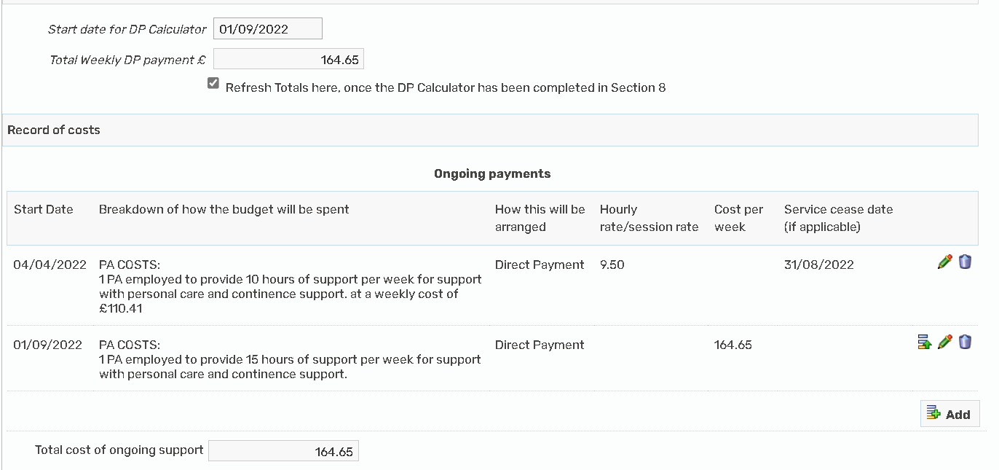 Start date for DP Calculator 01/09/2022
Total Weekly DP payment £ 164.65
Refresh Totals here, once the DP Calculator has been completed in Section 8
Record of costs
Ongoing payments
Start Date Breakdown of how the budget will be spent How this will be arranged Hourly rate/session rate Cost per week Service cease date (if applicable)
04/04/2022 PA COSTS: Direct Payment 9.50 31/08/2022
1 PA employed to provide 10 hours of support per week for support
with personal care and continence support. at a weekly cost of
£110.41
01/09/2022 PA COSTS: Direct Payment 164.65
1 PA employed to provide 15 hours of support per week for support
with personal care and continence support.
Add
Total cost of ongoing support 164.65